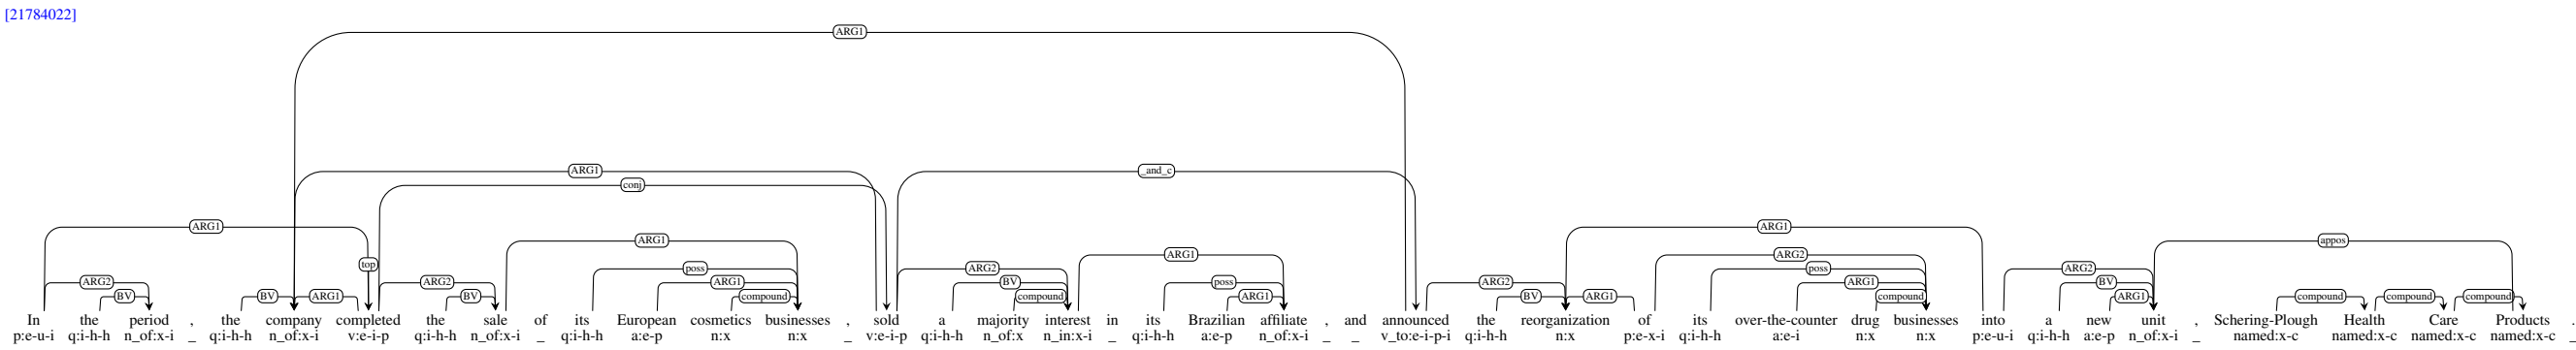 [21784022]
ARG1
ARG1 _and_c
conj
ARG1 ARG1
ARG1 appos
ARG1
top
poss ARG2 ARG2 poss ARG2
ARG2 ARG2 ARG1 BV poss ARG2 ARG1 BV
BV BV ARG1 BV compound compound ARG1 BV ARG1 compound ARG1 compound compound compound
In the period , the company completed the sale of its European cosmetics businesses , sold a majority interest in its Brazilian affiliate , and announced the reorganization of its over-the-counter drug businesses into a new unit , Schering-Plough Health Care Products .
p:e-u-i q:i-h-h n_of:x-i _ q:i-h-h n_of:x-i v:e-i-p q:i-h-h n_of:x-i _ q:i-h-h a:e-p n:x n:x _ v:e-i-p q:i-h-h n_of:x n_in:x-i _ q:i-h-h a:e-p n_of:x-i _ _ v_to:e-i-p-i q:i-h-h n:x p:e-x-i q:i-h-h a:e-i n:x n:x p:e-u-i q:i-h-h a:e-p n_of:x-i _ named:x-c named:x-c named:x-c named:x-c _